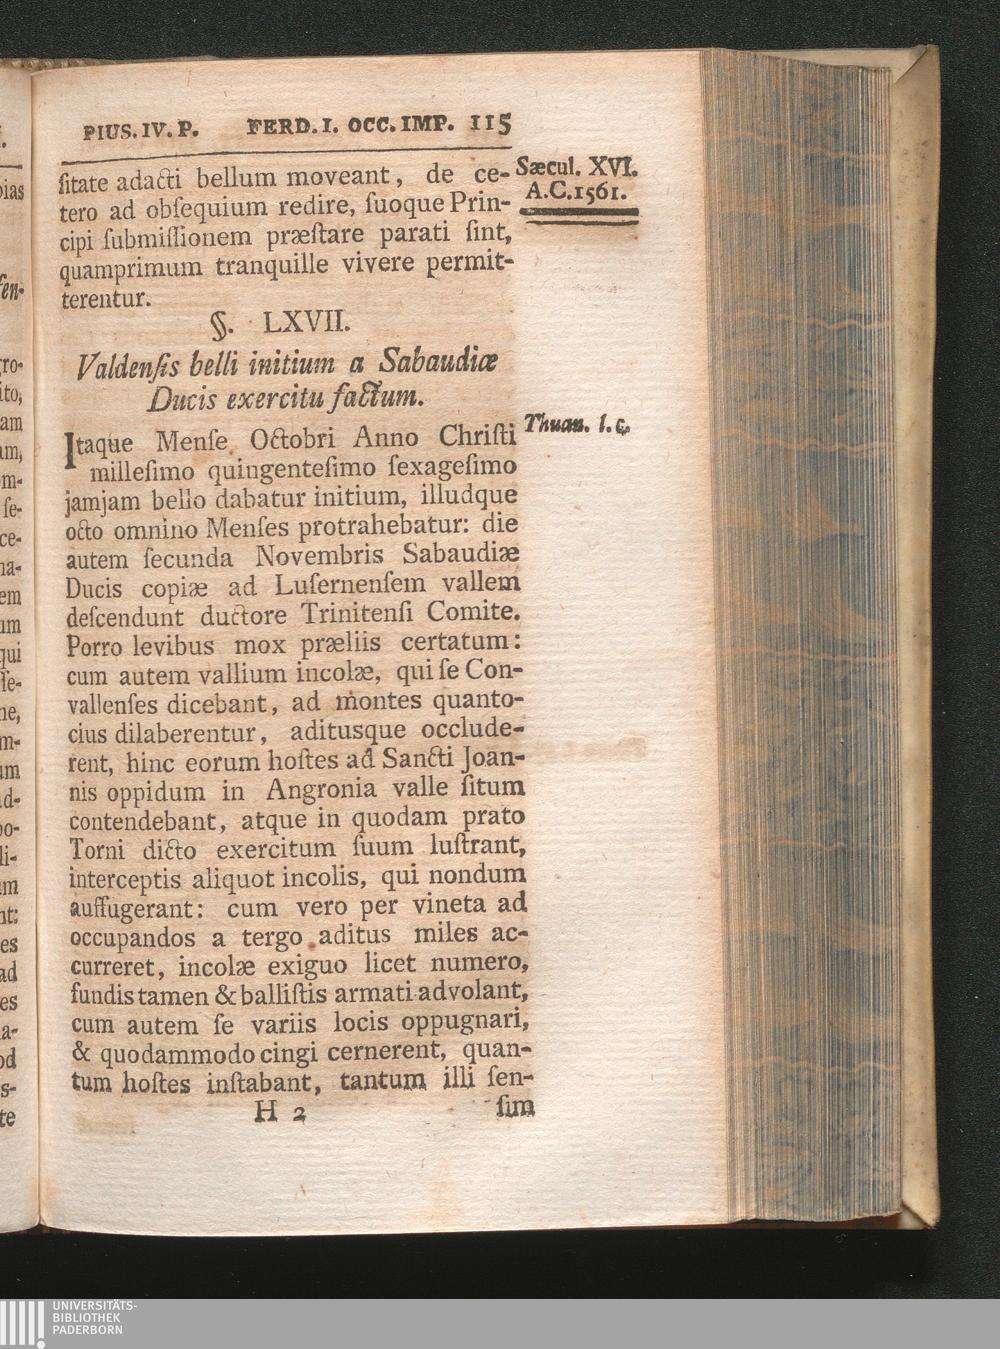 PIUS. IV. P. FERD. I. OCC. IMP. 115
Sæcul. XVI.
A.C. 1561.
ſitate adacti bellum moveant, de ce-
tero ad obſequium redire, ſuoque Prin-
cipi ſubmiſſionem præſtare parati ſint,
quamprimum tranquille vivere permit-
terentur.
§. LXVII.
Valdenſis belli initium a Sabaudiæ
Ducis exercitu factum.
Thuan. l. c.
Itaque Menſe Octobri Anno Chriſti
milleſimo quingenteſimo ſexageſimo
jamjam bello dabatur initium, illudque
octo omnino Menſes protrahebatur: die
autem ſecunda Novembris Sabaudiæ
Ducis copiæ ad Luſernenſem vallem
deſcendunt ductore Trinitenſi Comite.
Porro levibus mox præliis certatum:
cum autem vallium incolæ, qui ſe Con-
vallenſes dicebant, ad montes quanto-
cius dilaberentur, aditusque occlude-
rent, hinc eorum hoſtes ad Sancti Joan-
nis oppidum in Angronia valle ſitum
contendebant, atque in quodam prato
Torni dicto exercitum ſuum luſtrant,
interceptis aliquot incolis, qui nondum
auffugerant: cum vero per vineta ad
occupandos a tergo aditus miles ac-
curreret, incolæ exiguo licet numero,
fundis tamen & balliſtis armati advolant,
cum autem ſe variis locis oppugnari,
& quodammodo cingi cernerent, quan-
tum hoſtes inſtabant, tantum illi ſen-
H 2 ſim
UNIVERSITÄTS-
BIBLIOTHEK
PADERBORN